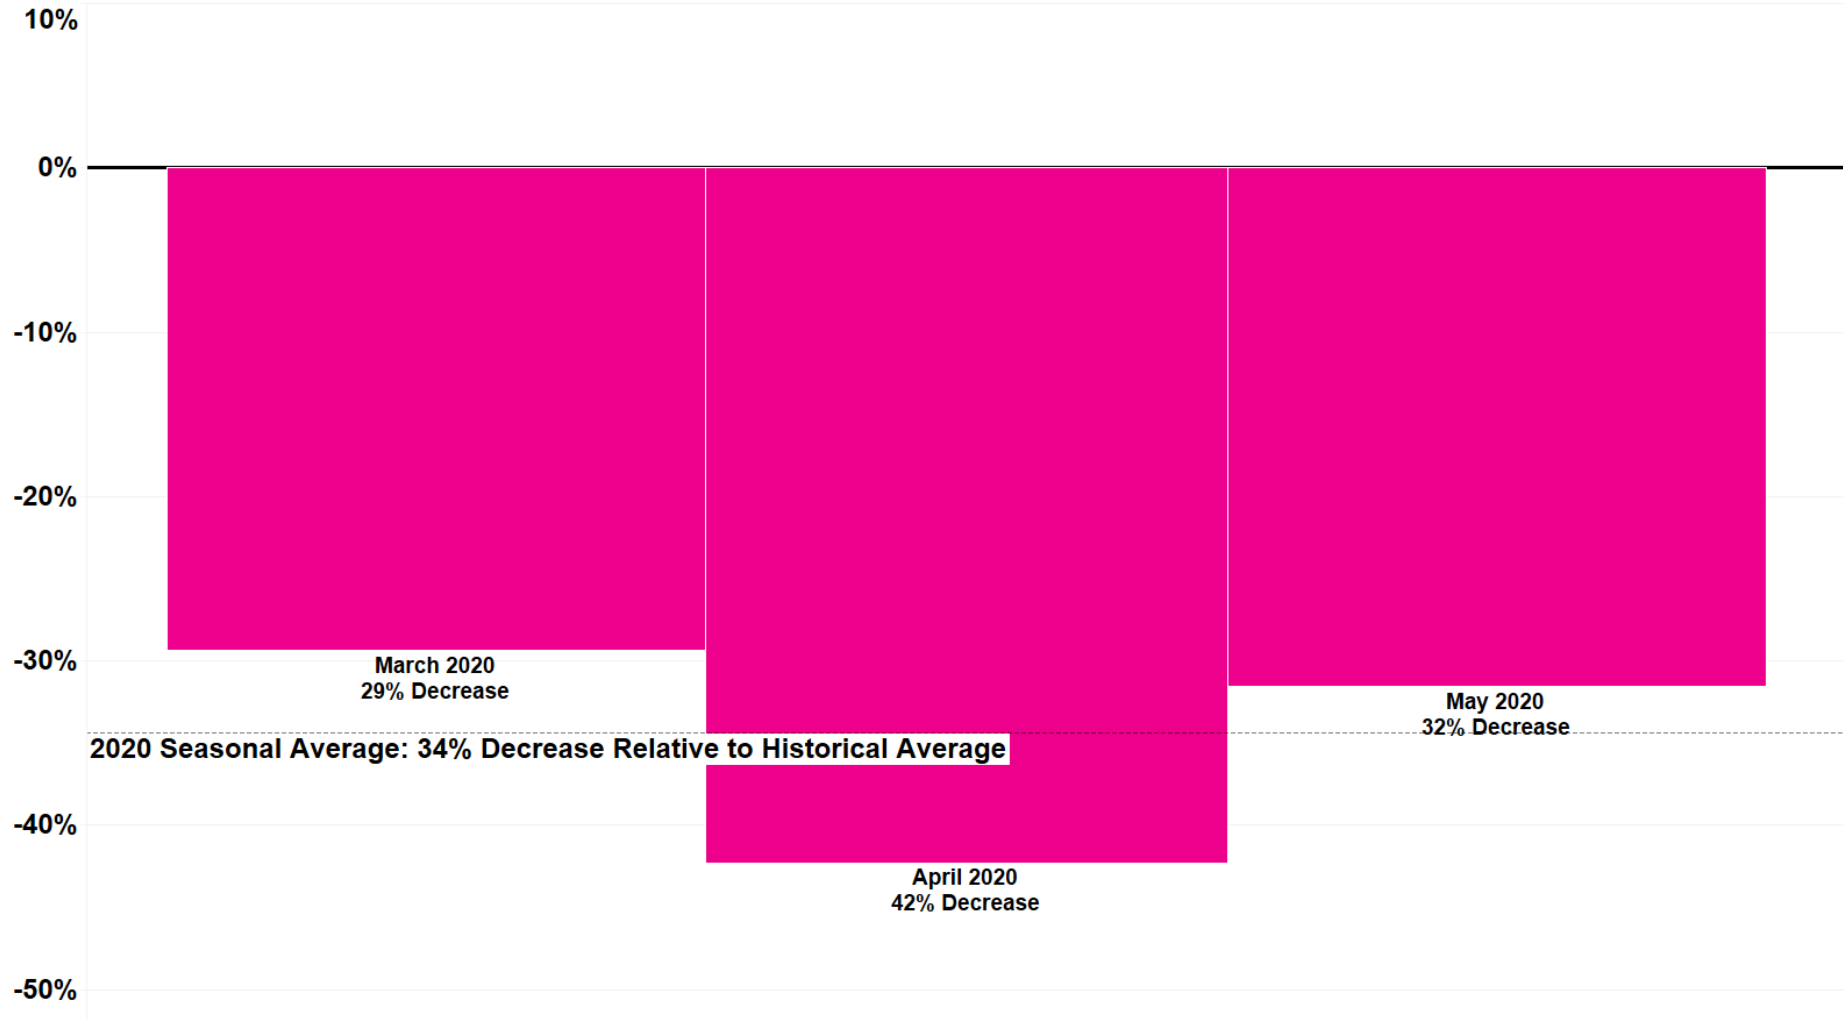 10%
0%
-10%
-20%
-30%
March 2020
29% Decrease
May 2020
32% Decrease
2020 Seasonal Average: 34% Decrease Relative to Historical Average
-40%
April 2020
42% Decrease
-50%